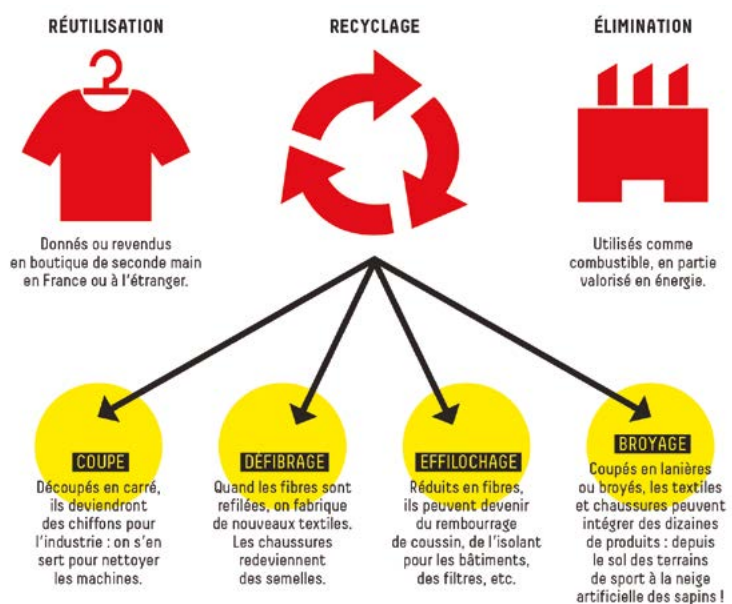 RÉUTILISATION
Donnés ou revendus
en boutique de seconde main
en France ou à l'étranger.
RECYCLAGE
ÉLIMINATION
Utilisés comme
combustible, en partie
valorisé en énergie.
COUPE
Découpés en carré,
ils deviendront
des chiffons pour
l'industrie : on s'en
sert pour nettoyer
les machines.
DÉFIBRAGE
Quand les fibres sont
refilées, on fabrique
de nouveaux textiles.
Les chaussures
redeviennent
des semelles.
EFFILOCHAGE
Réduits en fibres,
ils peuvent devenir
du rembourrage
de coussin, de l'isolant
pour les bâtiments,
des filtres, etc.
BROYAGE
Coupés en lanières
ou broyés, les textiles
et chaussures peuvent
intégrer des dizaines
de produits : depuis
le sol des terrains
de sport à la neige
artificielle des sapins !